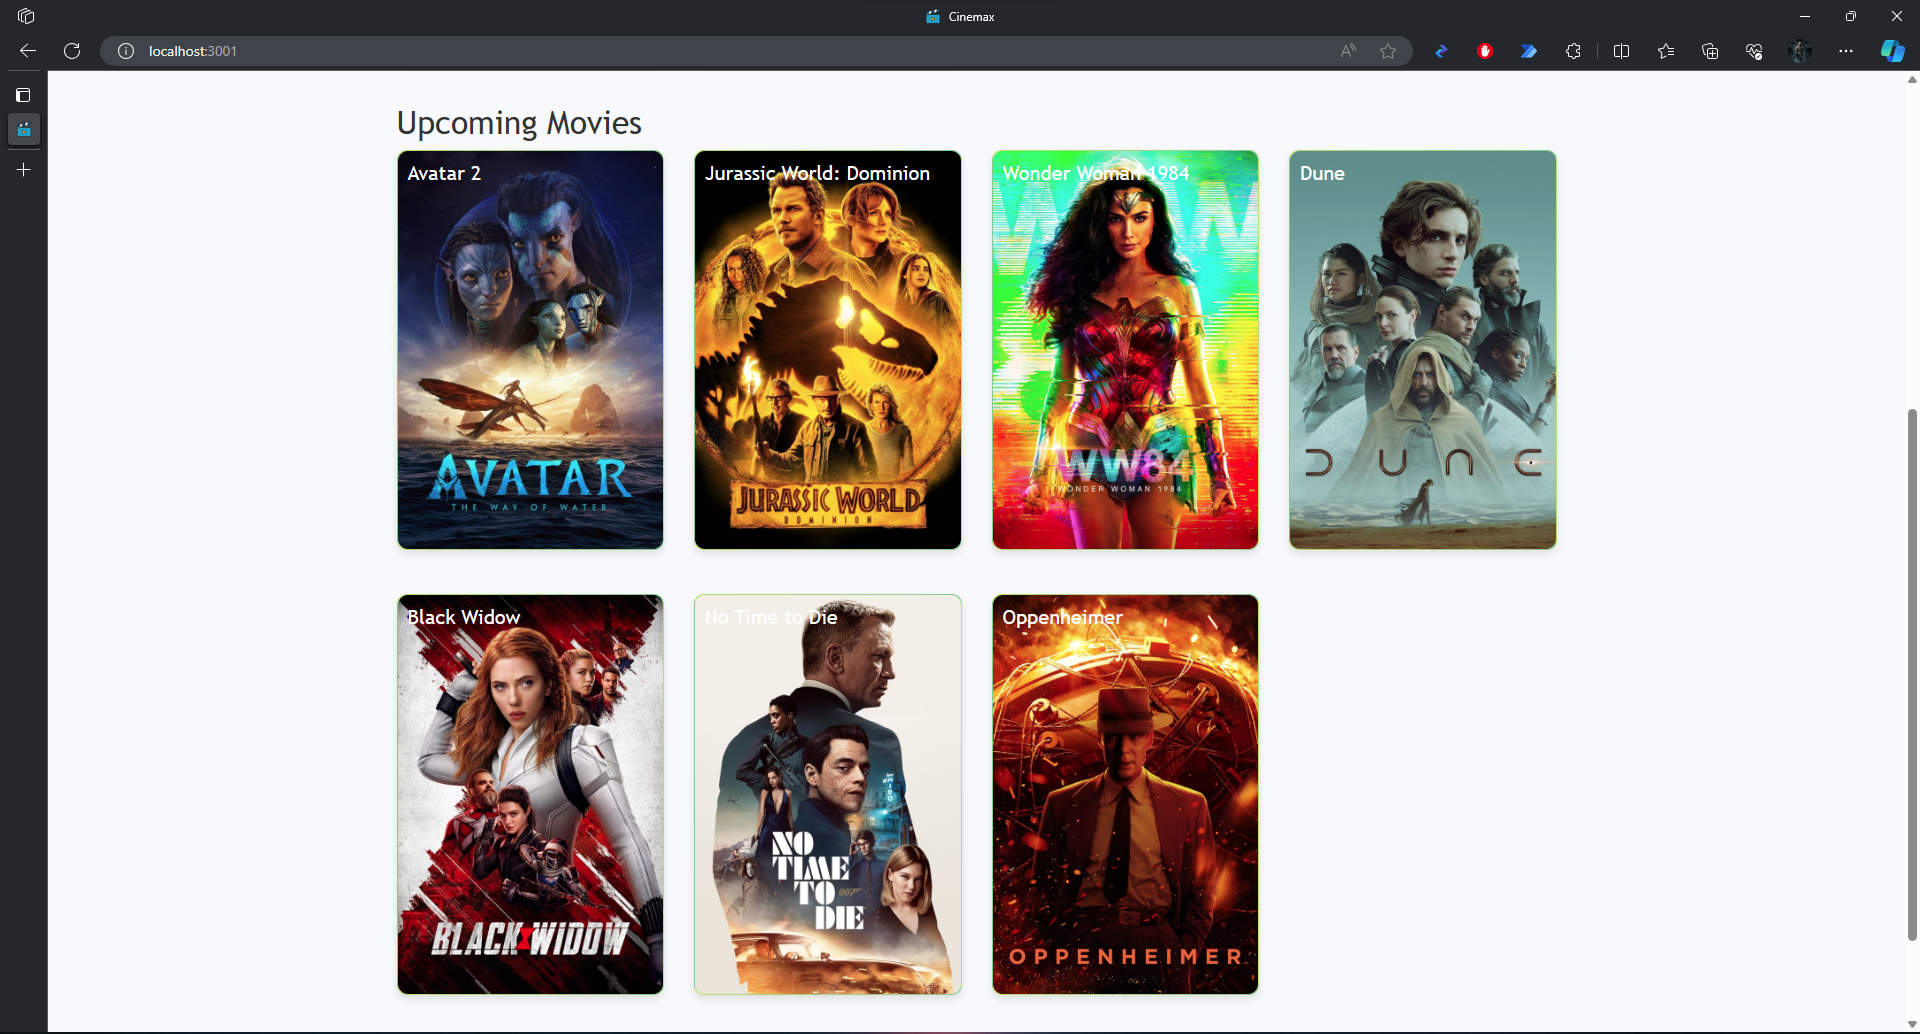 Cinemax
localhost:3001
Upcoming Movies
Avatar 2
AVATAR
THE WAY OF WATER
Jurassic World: Dominion
JURASSIC WORLD
DOMINION
Wonder Woman 1984
WW84
WONDER WOMAN 1984
Dune
DUNE
Black Widow
BLACK WIDOW
No Time to Die
NO
TIME
TO
007
DIE
Oppenheimer
OPPENHEIMER